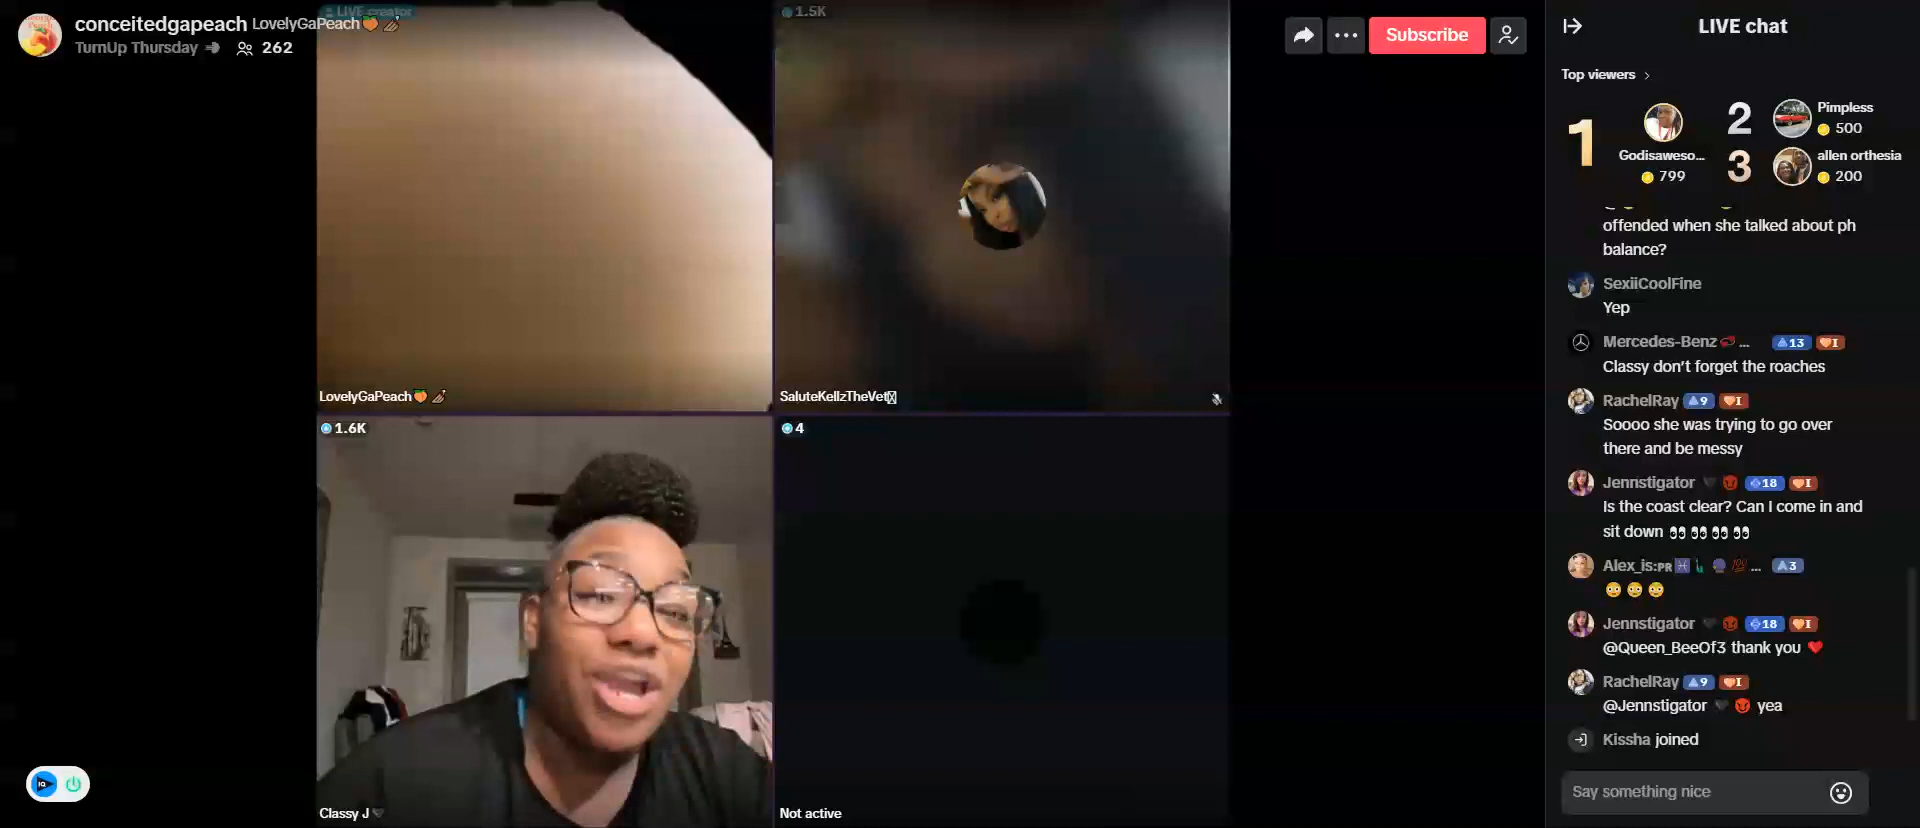 conceitedgapeach LovelyGaPeach🍑💅🏾
TurnUp Thursday 262
LIVE creator
1.5K
Subscribe
LovelyGaPeach🍑💅🏾
SaluteKellzTheVet
1.6K
4
Classy J🖤
Not active
LIVE chat
Top viewers >
1
Godisaweso...
799
2
Pimpless
500
3
allen orthesia
200
offended when she talked about ph
balance?
SexiiCoolFine
Yep
Mercedes-Benz💋... 13 I
Classy don't forget the roaches
RachelRay 9 I
Soooo she was trying to go over
there and be messy
Jennstigator🖤😡 18 I
Is the coast clear? Can I come in and
sit down 👀👀👀👀
Alex_is:PR♓🗽🔮💯... 3
😳😳😳
Jennstigator🖤😡 18 I
@Queen_BeeOf3 thank you ❤️
RachelRay 9 I
@Jennstigator🖤😡 yea
Kissha joined
Say something nice